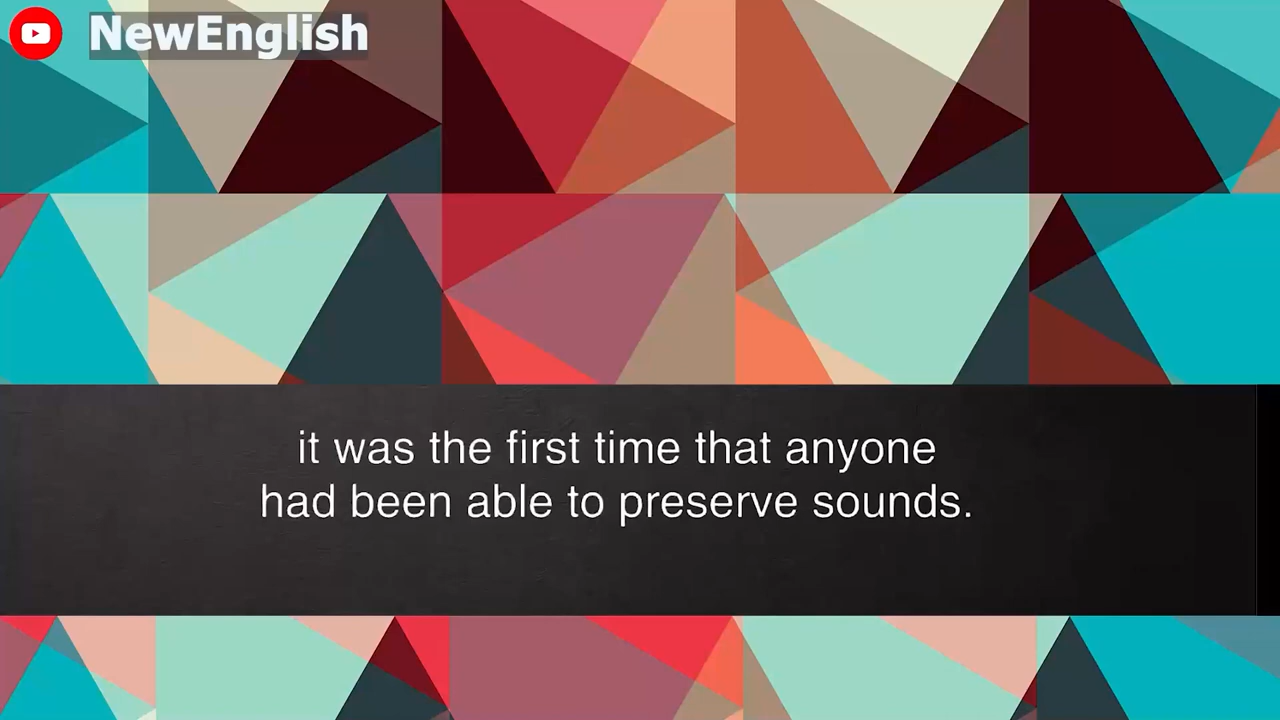 NewEnglish
it was the first time that anyone
had been able to preserve sounds.